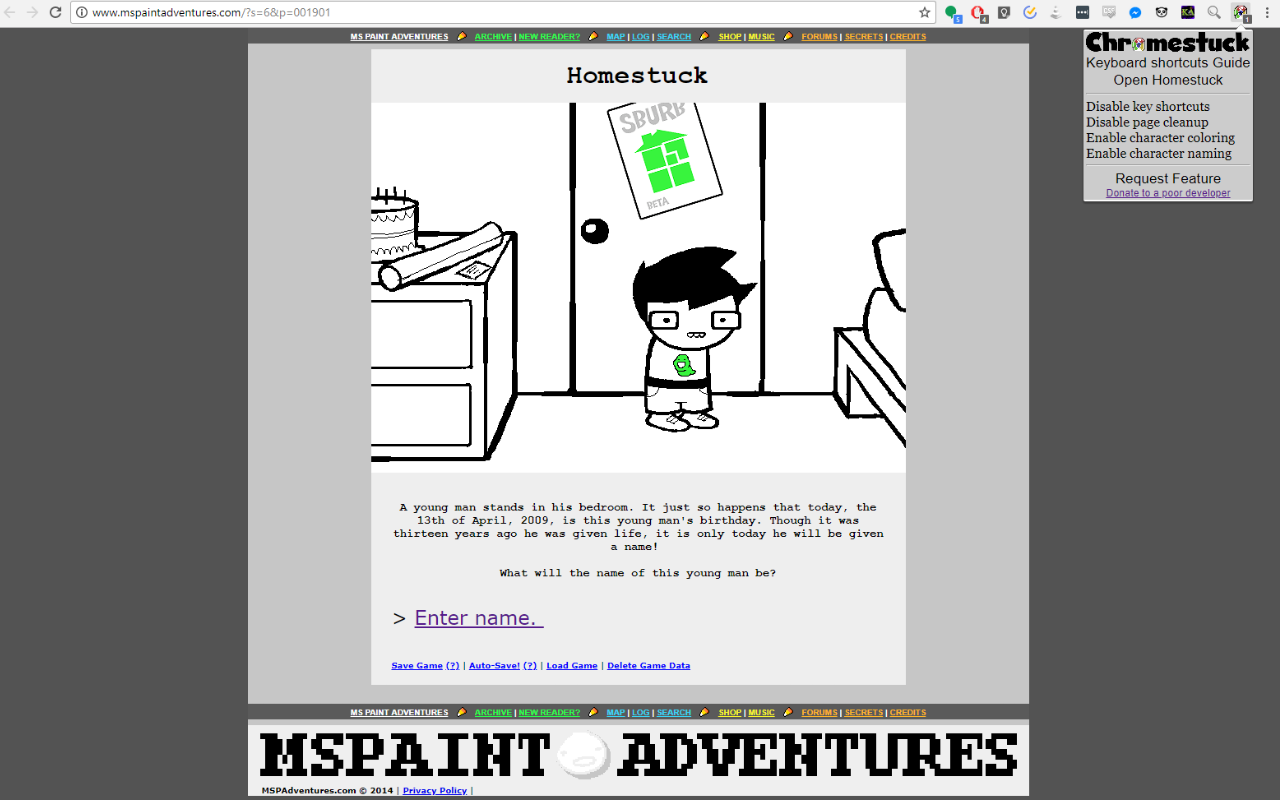 www.mspaintadventures.com/?s=6&p=001901
5
4
1
KA
MS PAINT ADVENTURES ARCHIVE | NEW READER? MAP | LOG | SEARCH SHOP | MUSIC FORUMS | SECRETS | CREDITS
Chromestuck
Keyboard shortcuts Guide
Open Homestuck
Disable key shortcuts
Disable page cleanup
Enable character coloring
Enable character naming
Request Feature
Donate to a poor developer
Homestuck
SBURB
BETA
A young man stands in his bedroom. It just so happens that today, the
13th of April, 2009, is this young man's birthday. Though it was
thirteen years ago he was given life, it is only today he will be given
a name!
What will the name of this young man be?
> Enter name.
Save Game (?) | Auto-Save! (?) | Load Game | Delete Game Data
MS PAINT ADVENTURES ARCHIVE | NEW READER? MAP | LOG | SEARCH SHOP | MUSIC FORUMS | SECRETS | CREDITS
MSPAINT ADVENTURES
MSPAdventures.com © 2014 | Privacy Policy |